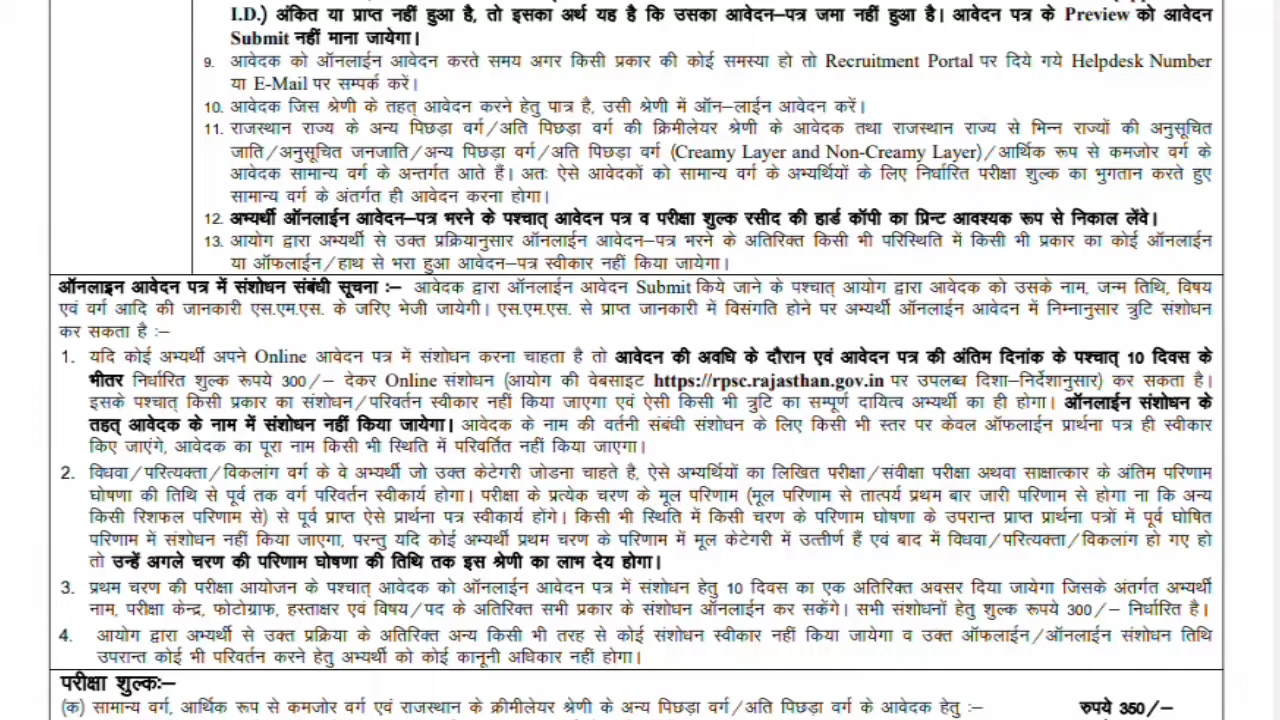 I.D.) अंकित या प्राप्त नहीं हुआ है, तो इसका अर्थ यह है कि उसका आवेदन–पत्र जमा नहीं हुआ है। आवेदन पत्र के Preview को आवेदन
Submit नहीं माना जायेगा।
9. आवेदक को ऑनलाईन आवेदन करते समय अगर किसी प्रकार की कोई समस्या हो तो Recruitment Portal पर दिये गये Helpdesk Number
या E-Mail पर सम्पर्क करें।
10. आवेदक जिस श्रेणी के तहत् आवेदन करने हेतु पात्र है, उसी श्रेणी में ऑन–लाईन आवेदन करें।
11. राजस्थान राज्य के अन्य पिछड़ा वर्ग/अति पिछड़ा वर्ग की क्रिमीलेयर श्रेणी के आवेदक तथा राजस्थान राज्य से भिन्न राज्यों की अनुसूचित
जाति/अनुसूचित जनजाति/अन्य पिछड़ा वर्ग/अति पिछड़ा वर्ग (Creamy Layer and Non-Creamy Layer)/आर्थिक रूप से कमजोर वर्ग के
आवेदक सामान्य वर्ग के अन्तर्गत आते हैं। अतः ऐसे आवेदकों को सामान्य वर्ग के अभ्यर्थियों के लिए निर्धारित परीक्षा शुल्क का भुगतान करते हुए
सामान्य वर्ग के अंतर्गत ही आवेदन करना होगा।
12. अभ्यर्थी ऑनलाईन आवेदन–पत्र भरने के पश्चात् आवेदन पत्र व परीक्षा शुल्क रसीद की हार्ड कॉपी का प्रिन्ट आवश्यक रूप से निकाल लेंवे।
13. आयोग द्वारा अभ्यर्थी से उक्त प्रक्रियानुसार ऑनलाईन आवेदन–पत्र भरने के अतिरिक्त किसी भी परिस्थिति में किसी भी प्रकार का कोई ऑनलाईन
या ऑफलाईन/हाथ से भरा हुआ आवेदन–पत्र स्वीकार नहीं किया जायेगा।
ऑनलाइन आवेदन पत्र में संशोधन संबंधी सूचना :– आवेदक द्वारा ऑनलाईन आवेदन Submit किये जाने के पश्चात् आयोग द्वारा आवेदक को उसके नाम, जन्म तिथि, विषय
एवं वर्ग आदि की जानकारी एस.एम.एस. के जरिए भेजी जायेगी। एस.एम.एस. से प्राप्त जानकारी में विसंगति होने पर अभ्यर्थी ऑनलाईन आवेदन में निम्नानुसार त्रुटि संशोधन
कर सकता है :–
1. यदि कोई अभ्यर्थी अपने Online आवेदन पत्र में संशोधन करना चाहता है तो आवेदन की अवधि के दौरान एवं आवेदन पत्र की अंतिम दिनांक के पश्चात् 10 दिवस के
भीतर निर्धारित शुल्क रूपये 300/– देकर Online संशोधन (आयोग की वेबसाइट https://rpsc.rajasthan.gov.in पर उपलब्ध दिशा–निर्देशानुसार) कर सकता है।
इसके पश्चात् किसी प्रकार का संशोधन/परिवर्तन स्वीकार नहीं किया जाएगा एवं ऐसी किसी भी त्रुटि का सम्पूर्ण दायित्व अभ्यर्थी का ही होगा। ऑनलाईन संशोधन के
तहत् आवेदक के नाम में संशोधन नहीं किया जायेगा। आवेदक के नाम की वर्तनी संबंधी संशोधन के लिए किसी भी स्तर पर केवल ऑफलाईन प्रार्थना पत्र ही स्वीकार
किए जाएंगे, आवेदक का पूरा नाम किसी भी स्थिति में परिवर्तित नहीं किया जाएगा।
2. विधवा/परित्यक्ता/विकलांग वर्ग के वे अभ्यर्थी जो उक्त केटेगरी जोडना चाहते है, ऐसे अभ्यर्थियों का लिखित परीक्षा/संवीक्षा परीक्षा अथवा साक्षात्कार के अंतिम परिणाम
घोषणा की तिथि से पूर्व तक वर्ग परिवर्तन स्वीकार्य होगा। परीक्षा के प्रत्येक चरण के मूल परिणाम (मूल परिणाम से तात्पर्य प्रथम बार जारी परिणाम से होगा ना कि अन्य
किसी रिशफल परिणाम से) से पूर्व प्राप्त ऐसे प्रार्थना पत्र स्वीकार्य होंगे। किसी भी स्थिति में किसी चरण के परिणाम घोषणा के उपरान्त प्राप्त प्रार्थना पत्रों में पूर्व घोषित
परिणाम में संशोधन नहीं किया जाएगा, परन्तु यदि कोई अभ्यर्थी प्रथम चरण के परिणाम में मूल केटेगरी में उत्तीर्ण हैं एवं बाद में विधवा/परित्यक्ता/विकलांग हो गए हो
तो उन्हें अगले चरण की परिणाम घोषणा की तिथि तक इस श्रेणी का लाभ देय होगा।
3. प्रथम चरण की परीक्षा आयोजन के पश्चात् आवेदक को ऑनलाईन आवेदन पत्र में संशोधन हेतु 10 दिवस का एक अतिरिक्त अवसर दिया जायेगा जिसके अंतर्गत अभ्यर्थी
नाम, परीक्षा केन्द्र, फोटोग्राफ, हस्ताक्षर एवं विषय/पद के अतिरिक्त सभी प्रकार के संशोधन ऑनलाईन कर सकेंगे। सभी संशोधनों हेतु शुल्क रूपये 300/– निर्धारित है।
4. आयोग द्वारा अभ्यर्थी से उक्त प्रक्रिया के अतिरिक्त अन्य किसी भी तरह से कोई संशोधन स्वीकार नहीं किया जायेगा व उक्त ऑफलाईन/ऑनलाईन संशोधन तिथि
उपरान्त कोई भी परिवर्तन करने हेतु अभ्यर्थी को कोई कानूनी अधिकार नहीं होगा।
परीक्षा शुल्कः–
(क) सामान्य वर्ग, आर्थिक रूप से कमजोर वर्ग एवं राजस्थान के क्रीमीलेयर श्रेणी के अन्य पिछड़ा वर्ग/अति पिछड़ा वर्ग के आवेदक हेतु :– रुपये 350/–